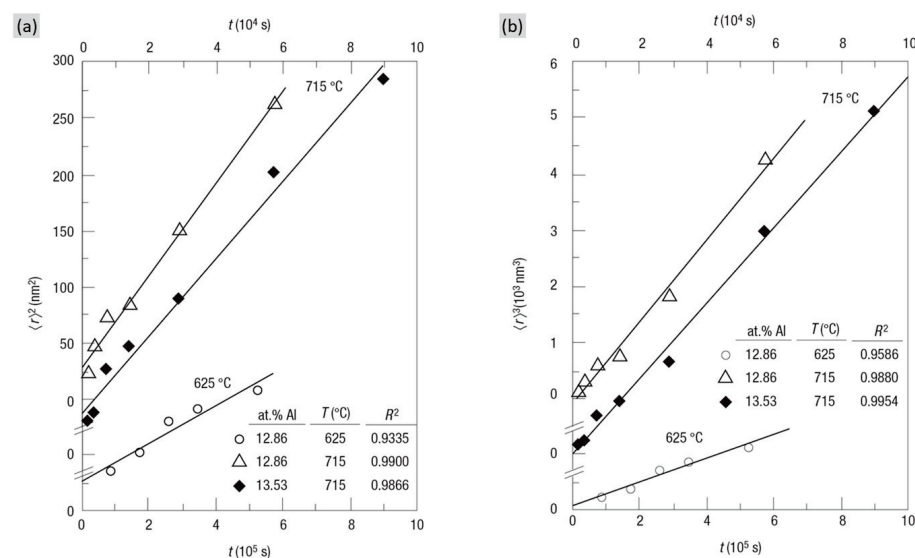 (a)
t (10⁴ s)
0 2 4 6 8 10
300
250
200
150
100
50
0
0
0
⟨r⟩² (nm²)
715 °C
625 °C
at.% Al T (°C) R²
12.86 625 0.9335
12.86 715 0.9900
13.53 715 0.9866
0 2 4 6 8 10
t (10⁵ s)
(b)
t (10⁴ s)
0 2 4 6 8 10
6
5
4
3
2
1
0
0
0
⟨r⟩³ (10³ nm³)
715 °C
at.% Al T (°C) R²
12.86 625 0.9586
12.86 715 0.9880
13.53 715 0.9954
625 °C
0 2 4 6 8 10
t (10⁵ s)